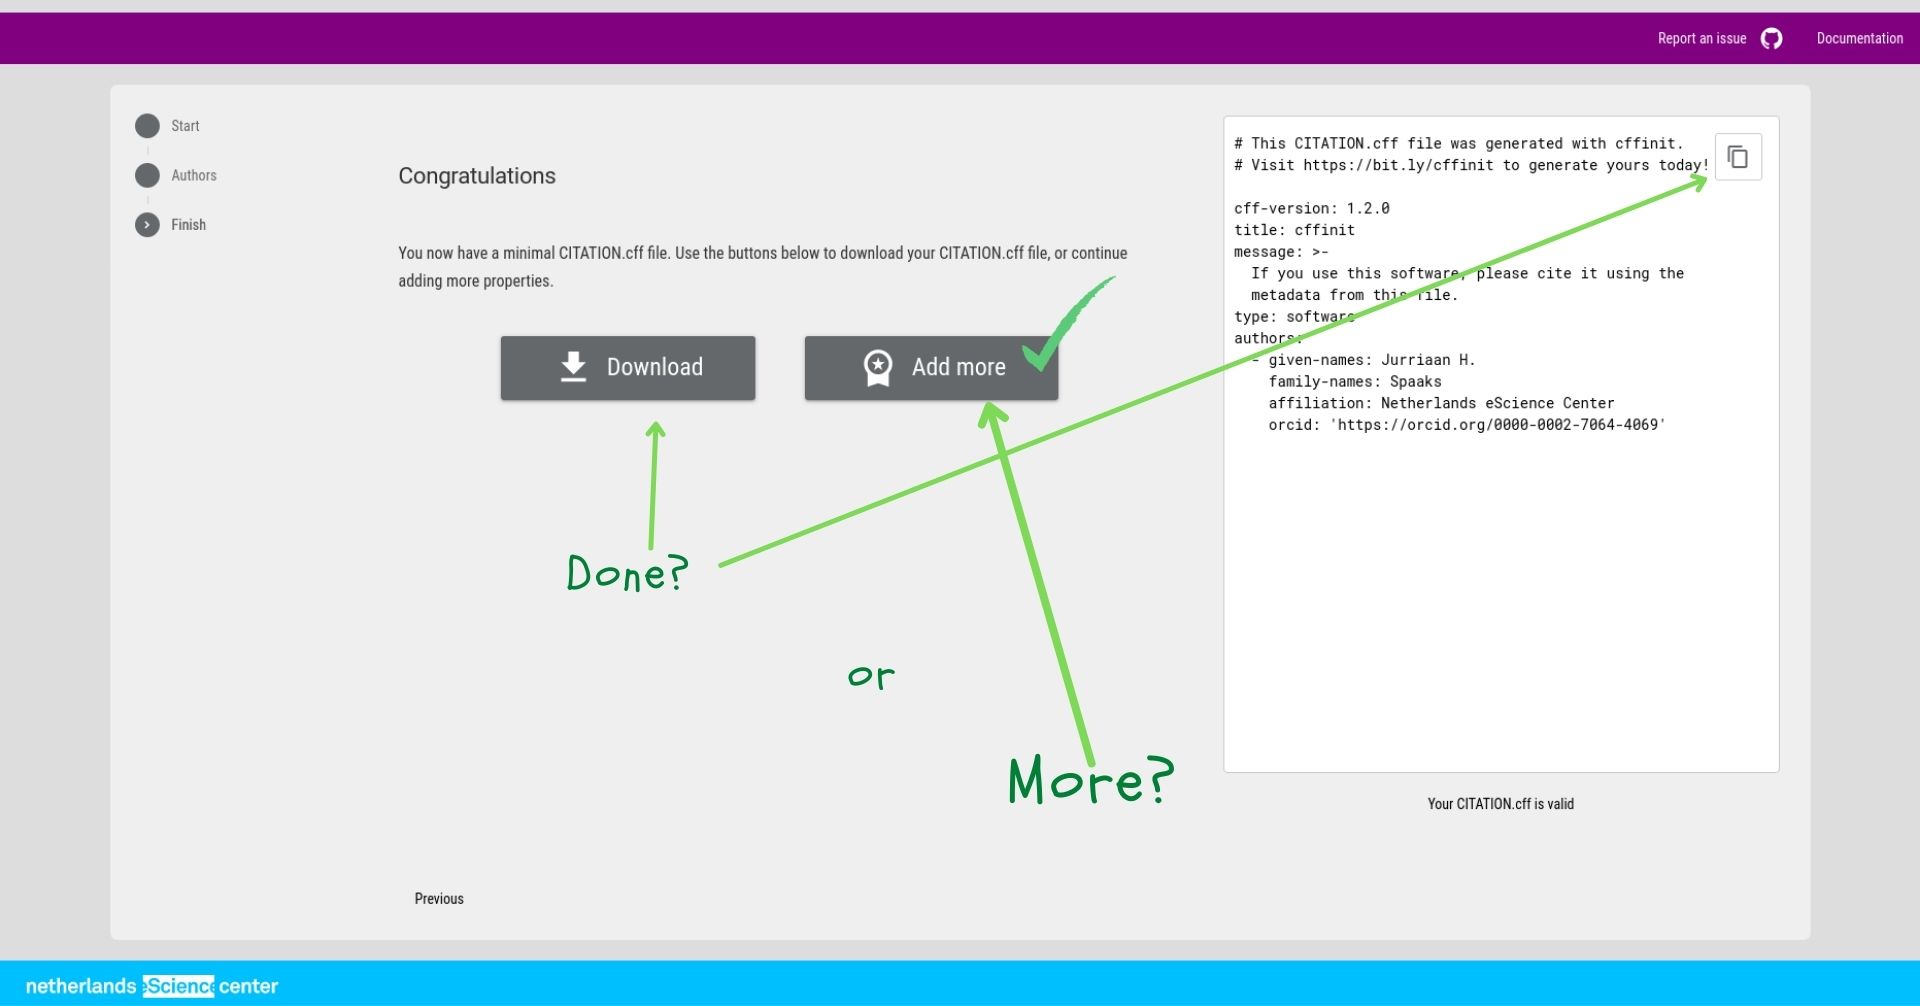 Report an issue
Documentation
Start
Authors
Finish
Congratulations
You now have a minimal CITATION.cff file. Use the buttons below to download your CITATION.cff file, or continue
adding more properties.
Download
Add more
Done?
or
More?
Previous
# This CITATION.cff file was generated with cffinit.
# Visit https://bit.ly/cffinit to generate yours today!
cff-version: 1.2.0
title: cffinit
message: >-
  If you use this software, please cite it using the
  metadata from this file.
type: software
authors:
  - given-names: Jurriaan H.
    family-names: Spaaks
    affiliation: Netherlands eScience Center
    orcid: 'https://orcid.org/0000-0002-7064-4069'
Your CITATION.cff is valid
netherlands eScience center